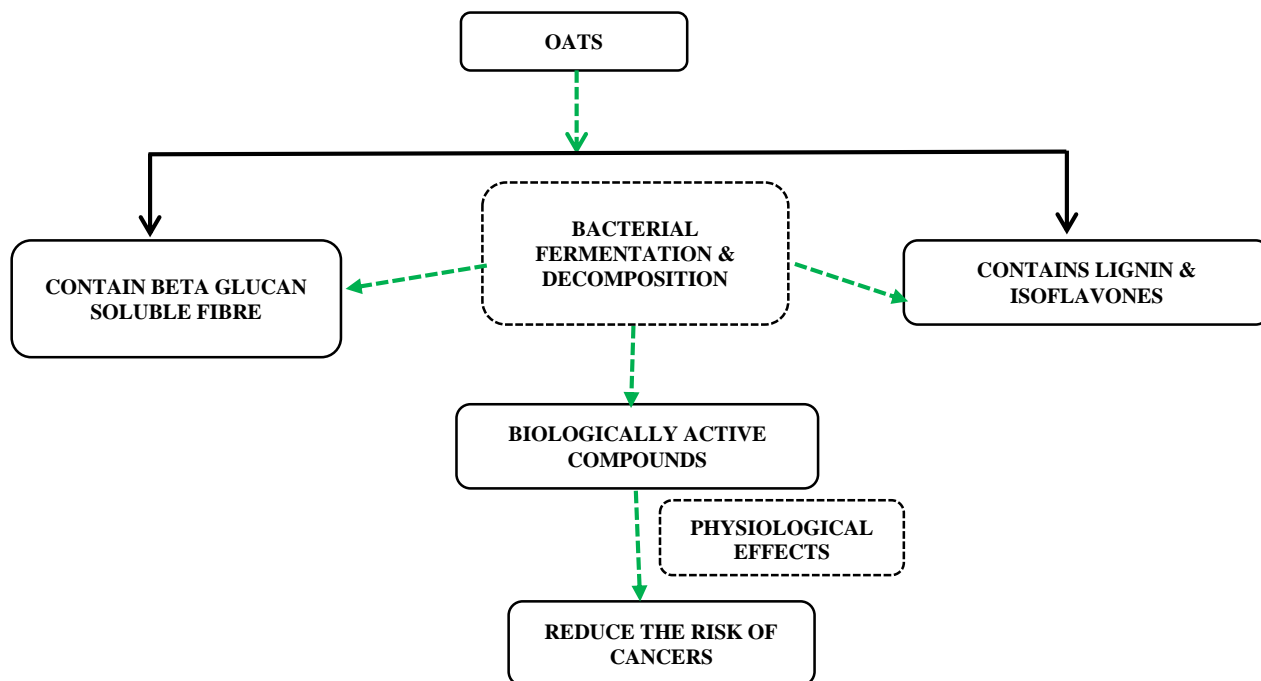 OATS
BACTERIAL
FERMENTATION &
DECOMPOSITION
CONTAIN BETA GLUCAN
SOLUBLE FIBRE
CONTAINS LIGNIN &
ISOFLAVONES
BIOLOGICALLY ACTIVE
COMPOUNDS
PHYSIOLOGICAL
EFFECTS
REDUCE THE RISK OF
CANCERS